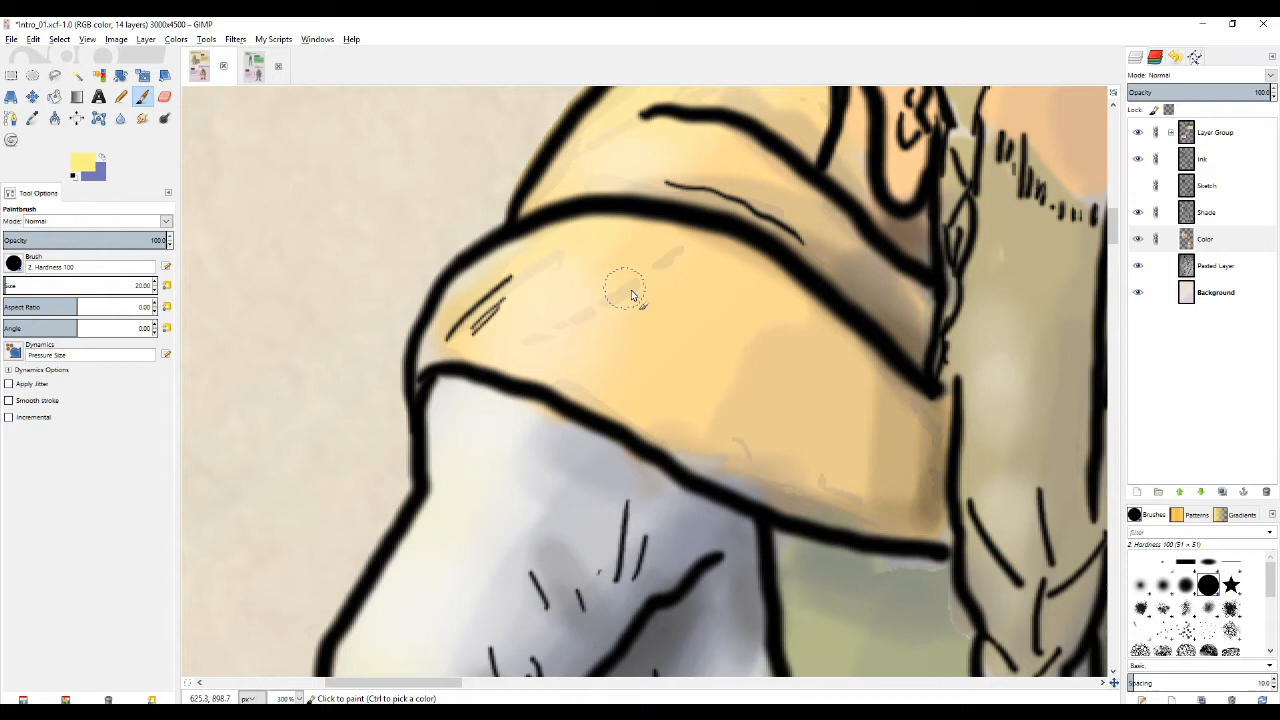 *Intro_01.xcf-1.0 (RGB color, 14 layers) 3000x4500 – GIMP
File Edit Select View Image Layer Colors Tools Filters My Scripts Windows Help
Tool Options
Paintbrush
Mode: Normal
Opacity 100.0
Brush
2. Hardness 100
Size 20.00
Aspect Ratio 0.00
Angle 0.00
Dynamics
Pressure Size
Dynamics Options
Apply Jitter
Smooth stroke
Incremental
625.3, 898.7 px 300 % Click to paint (Ctrl to pick a color)
Mode: Normal
Opacity 100.0
Lock:
Layer Group
Ink
Sketch
Shade
Color
Pasted Layer
Background
Brushes Patterns Gradients
filter
2. Hardness 100 (51 × 51)
Basic,
Spacing 10.0